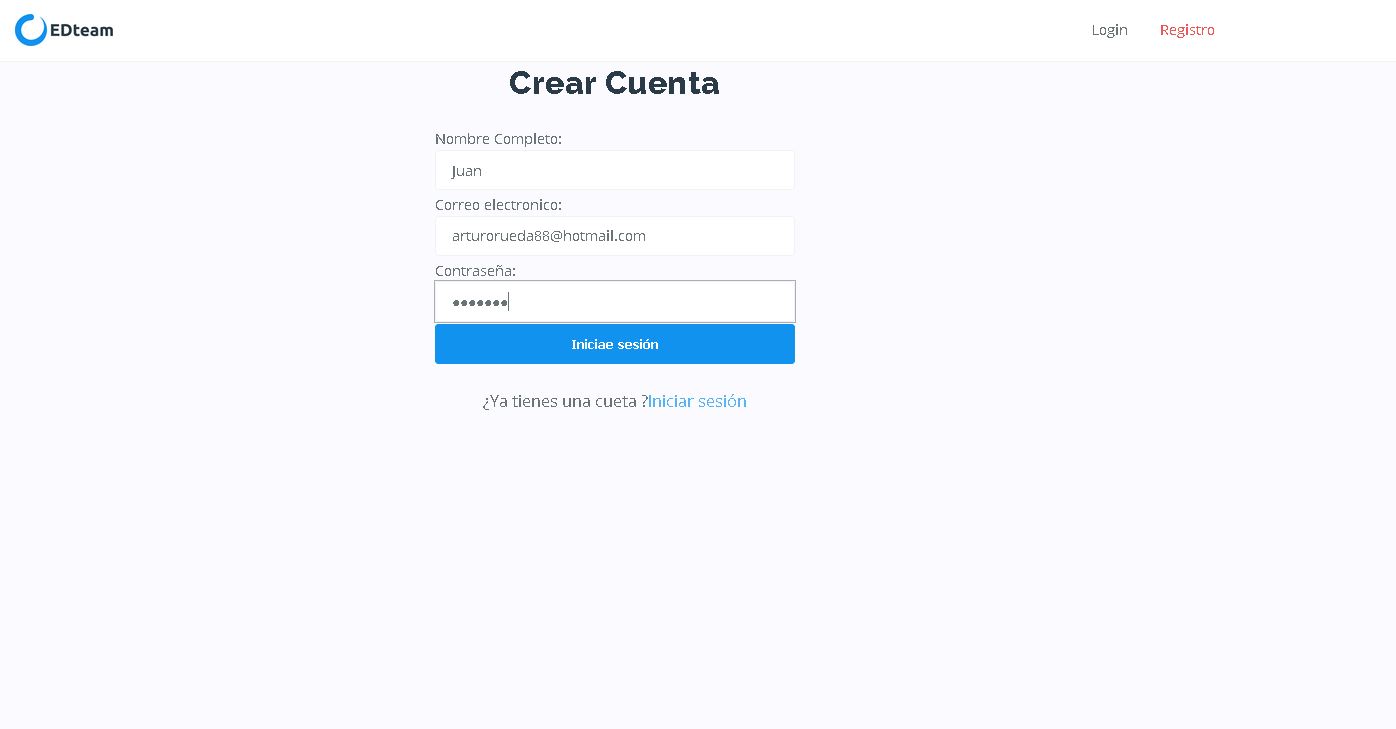 EDteam
Login Registro
Crear Cuenta
Nombre Completo:
Juan
Correo electronico:
arturorueda88@hotmail.com
Contraseña:
●●●●●●●
Iniciae sesión
¿Ya tienes una cueta ?Iniciar sesión